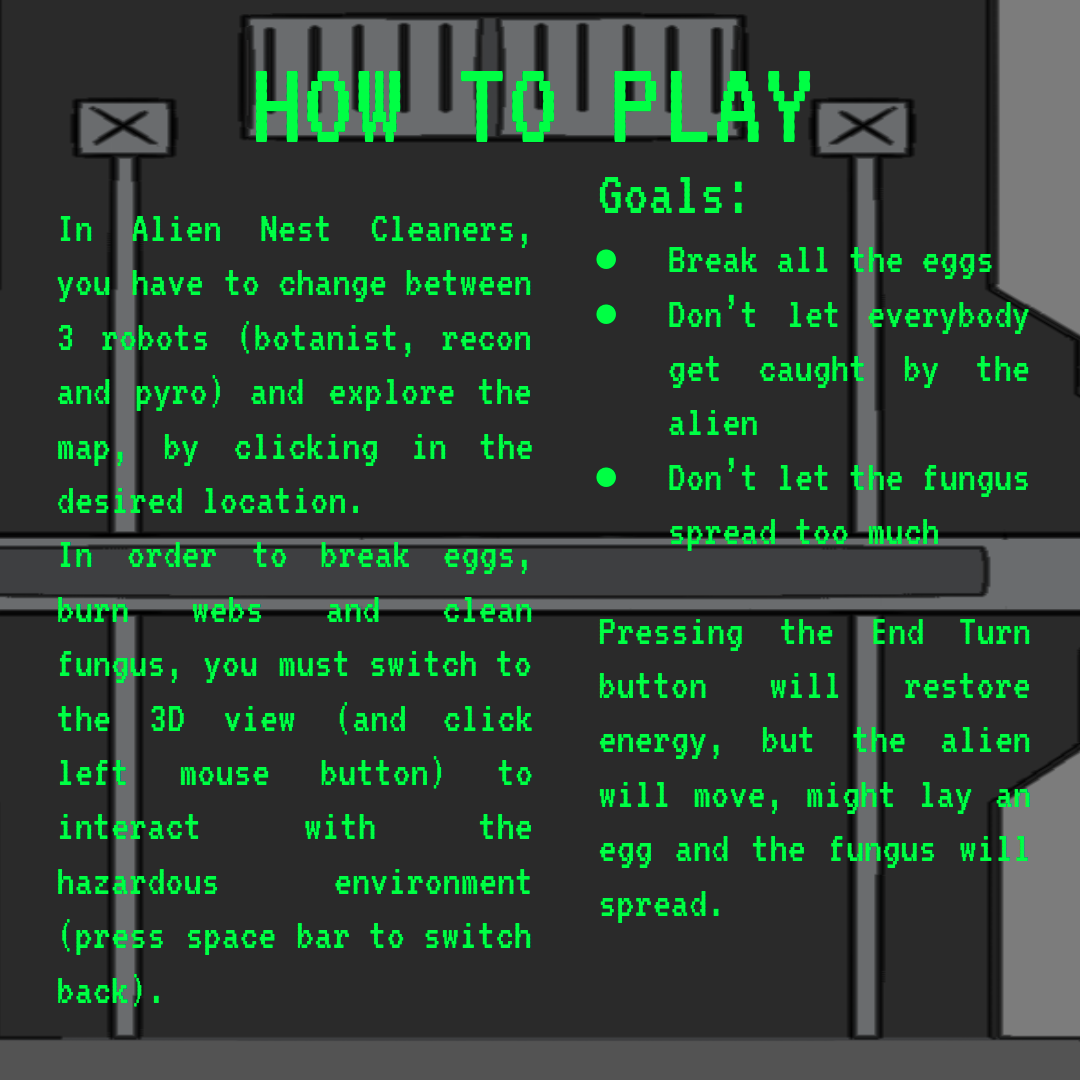 HOW TO PLAY
In Alien Nest Cleaners,
you have to change between
3 robots (botanist, recon
and pyro) and explore the
map, by clicking in the
desired location.
In order to break eggs,
burn webs and clean
fungus, you must switch to
the 3D view (and click
left mouse button) to
interact with the
hazardous environment
(press space bar to switch
back).
Goals:
● Break all the eggs
● Don't let everybody
get caught by the
alien
● Don't let the fungus
spread too much
Pressing the End Turn
button will restore
energy, but the alien
will move, might lay an
egg and the fungus will
spread.